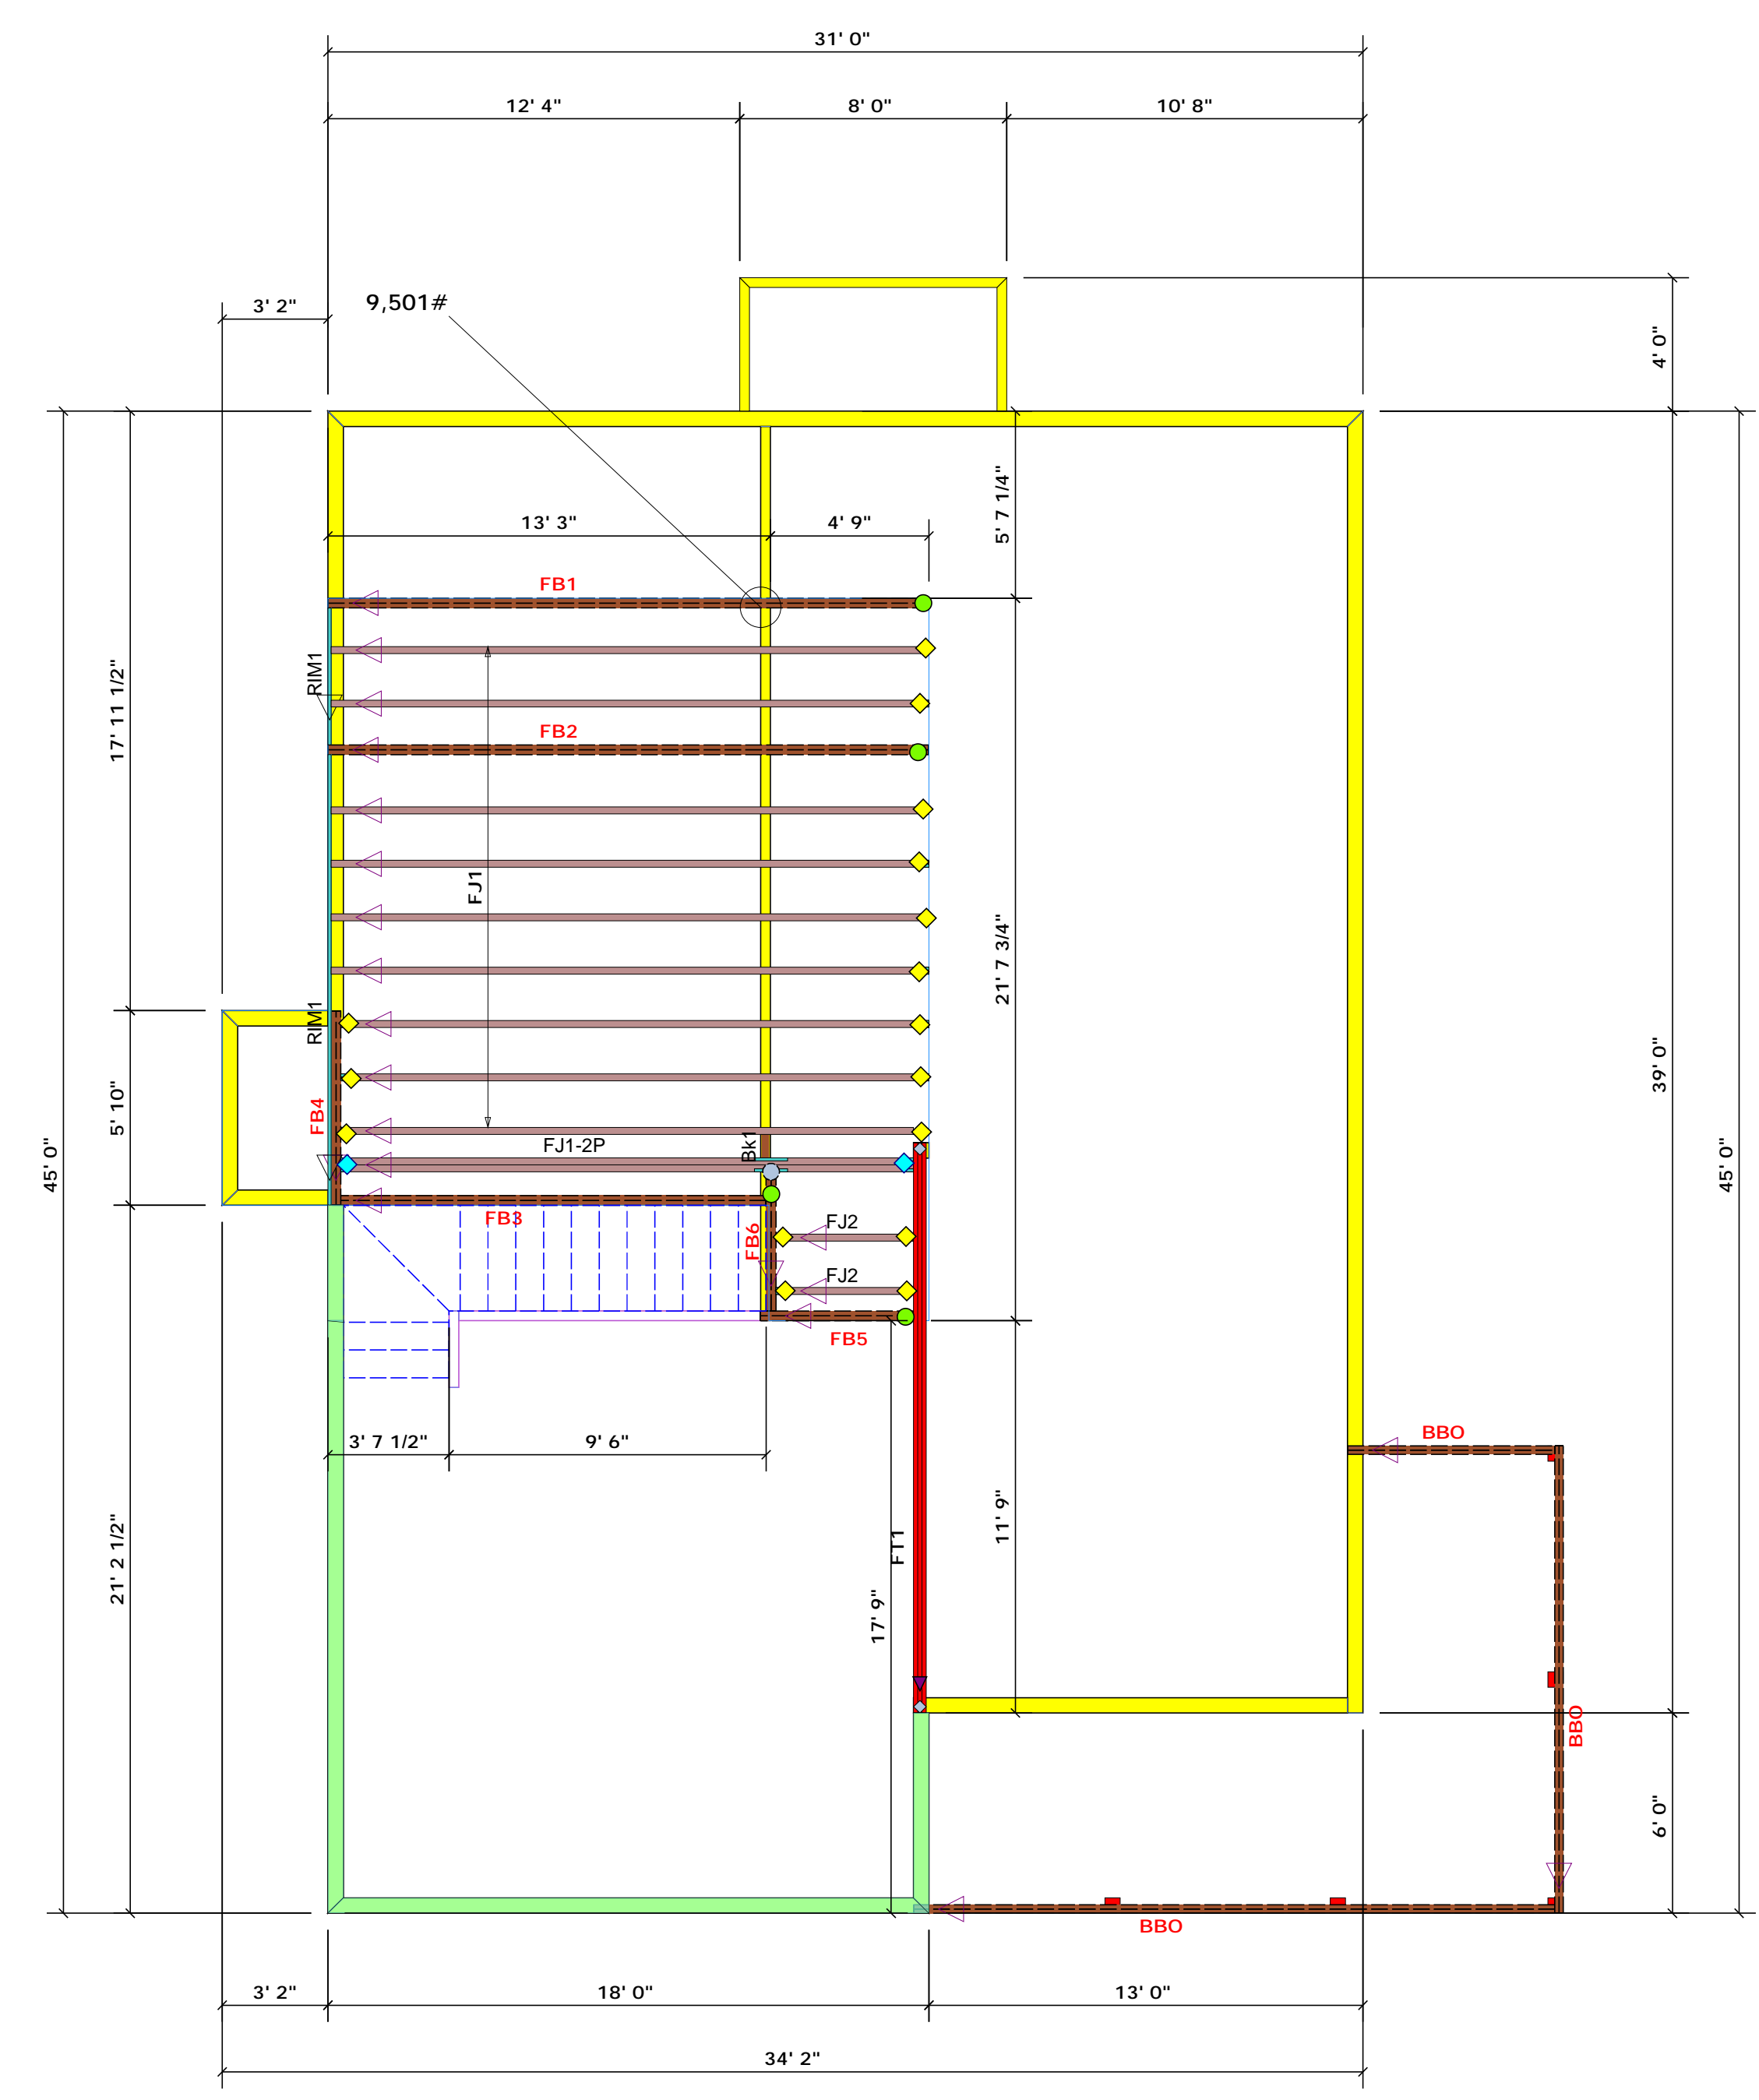 31' 0"
12' 4"
8' 0"
10' 8"
3' 2"
9,501#
4' 0"
13' 3"
4' 9"
5' 7 1/4"
FB1
RIM1
17' 11 1/2"
FB2
FJ1
21' 7 3/4"
RIM1
39' 0"
5' 10"
FB4
FJ1-2P
Bk1
45' 0"
45' 0"
FB3
FB6
FJ2
FJ2
FB5
3' 7 1/2"
9' 6"
BBO
11' 9"
FT1
21' 2 1/2"
17' 9"
BBO
6' 0"
BBO
3' 2"
18' 0"
13' 0"
34' 2"